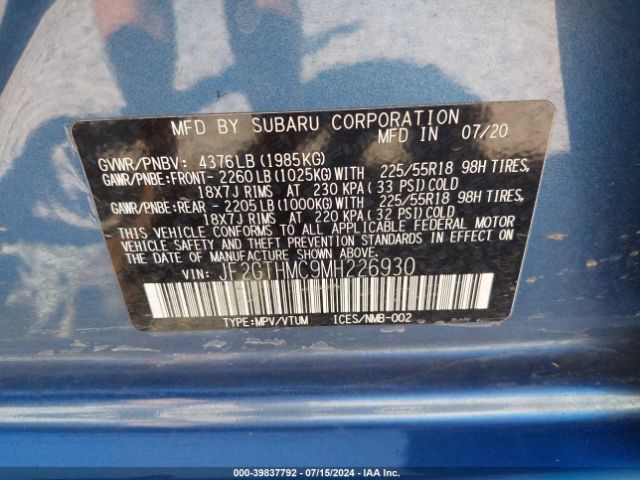 MFD BY SUBARU CORPORATION
MFD IN 07/20
GVWR/PNBV: 4376LB(1985KG)
GAWR/PNBE:FRONT- 2260LB(1025KG)WITH 225/55R18 98H TIRES,
18X7J RIMS AT 230 KPA(33 PSI)COLD
GAWR/PNBE:REAR - 2205LB(1000KG)WITH 225/55R18 98H TIRES,
18X7J RIMS AT 220 KPA(32 PSI)COLD
THIS VEHICLE CONFORMS TO ALL APPLICABLE FEDERAL MOTOR
VEHICLE SAFETY AND THEFT PREVENTION STANDARDS IN EFFECT ON
THE DATE OF MANUFACTURE SHOWN ABOVE.
VIN: JF2GTHMC9MH226930
TYPE:MPV/VTUM ICES/NMB-002
000-39837792 - 07/15/2024 - IAA Inc.